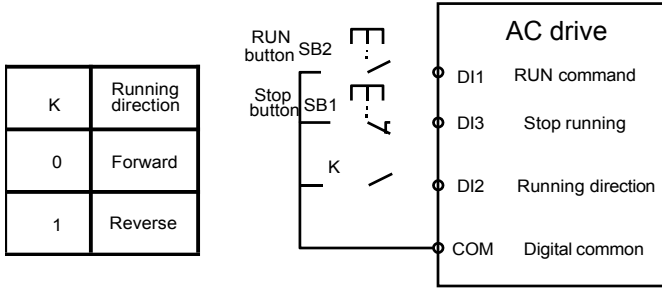 K
Running
direction
0
Forward
1
Reverse
RUN
button SB2
Stop
button SB1
K
AC drive
DI1 RUN command
DI3 Stop running
DI2 Running direction
COM Digital common